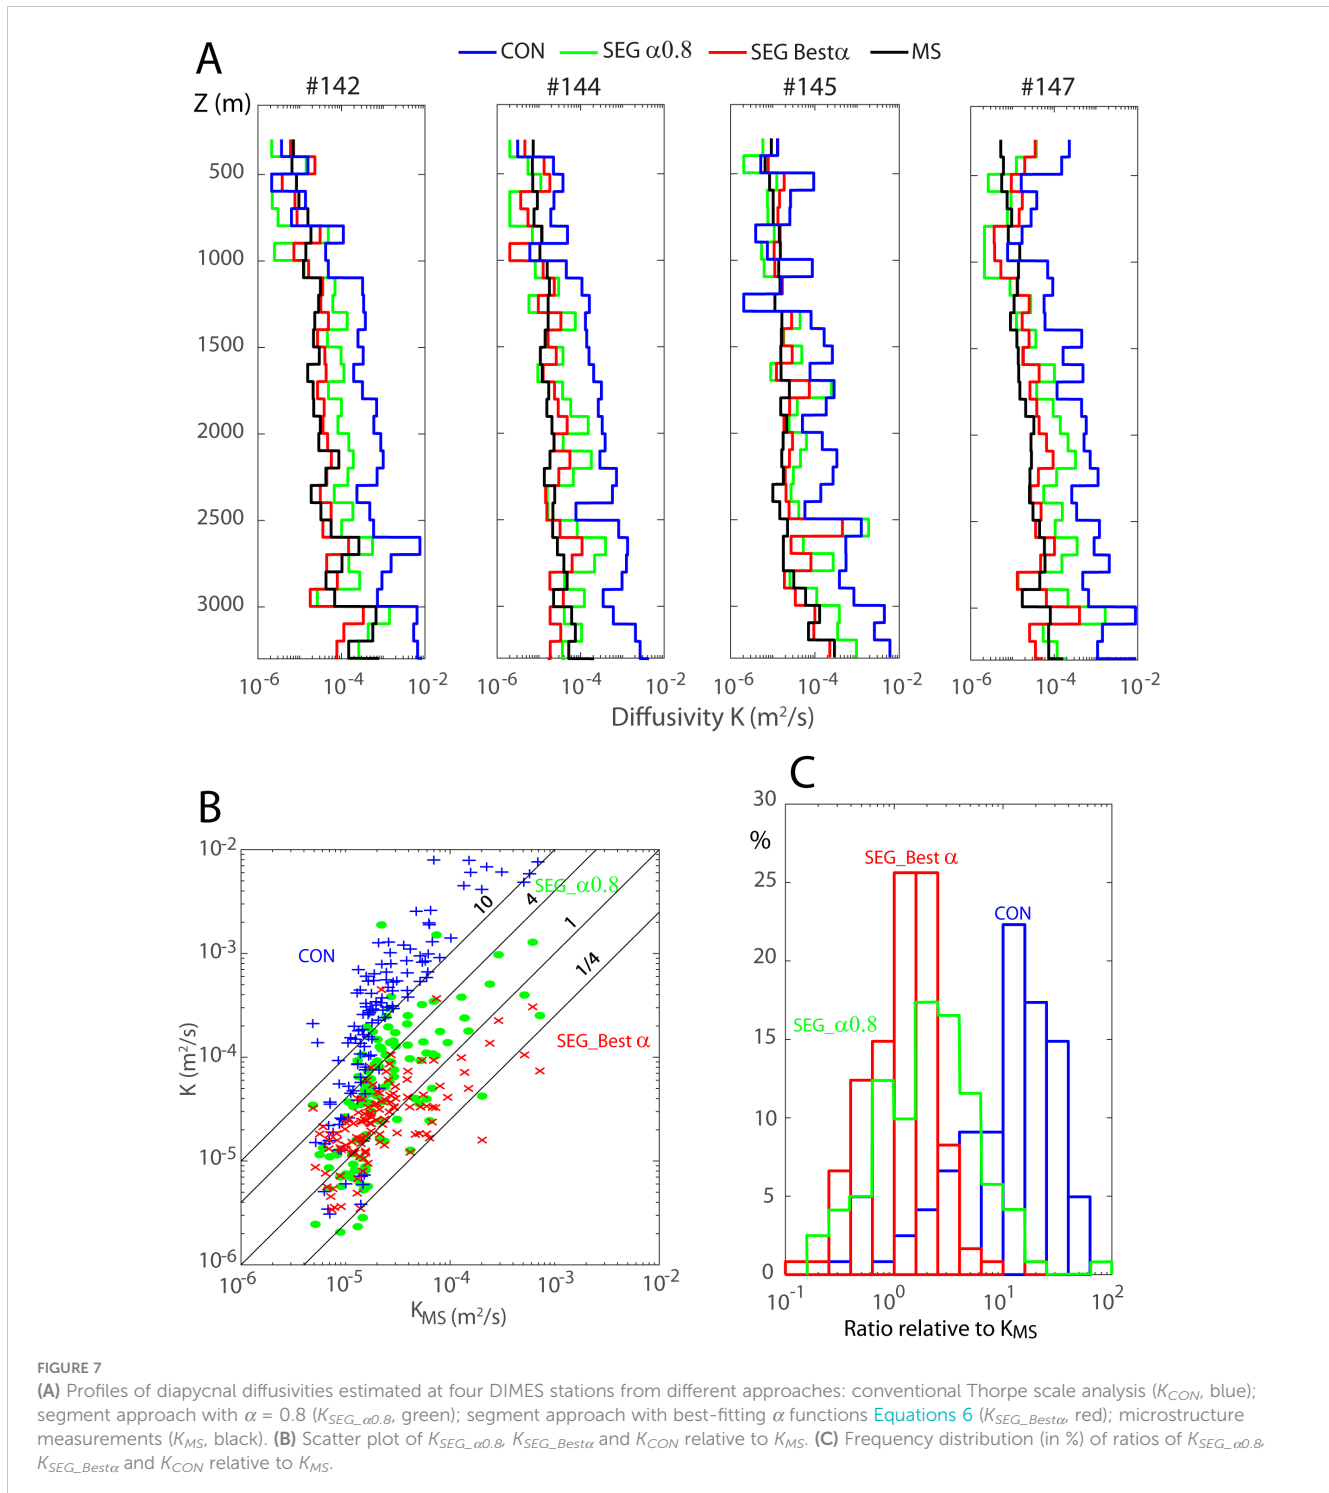 A
CON SEG α0.8 SEG Bestα MS
#142 #144 #145 #147
Z (m)
500
1000
1500
2000
2500
3000
10-6 10-4 10-2 10-6 10-4 10-2 10-6 10-4 10-2 10-6 10-4 10-2
Diffusivity K (m2/s)
B
10-2
10-3
10-4
10-5
10-6
K (m2/s)
CON
SEG_α0.8
SEG_Best α
10
4
1
1/4
10-6 10-5 10-4 10-3 10-2
KMS (m2/s)
C
30
%
25
20
15
10
5
0
SEG_Best α
CON
SEG_α0.8
10-1 100 101 102
Ratio relative to KMS
FIGURE 7
(A) Profiles of diapycnal diffusivities estimated at four DIMES stations from different approaches: conventional Thorpe scale analysis (KCON, blue);
segment approach with α = 0.8 (KSEG_α0.8, green); segment approach with best-fitting α functions Equations 6 (KSEG_Bestα, red); microstructure
measurements (KMS, black). (B) Scatter plot of KSEG_α0.8, KSEG_Bestα and KCON relative to KMS. (C) Frequency distribution (in %) of ratios of KSEG_α0.8,
KSEG_Bestα and KCON relative to KMS.